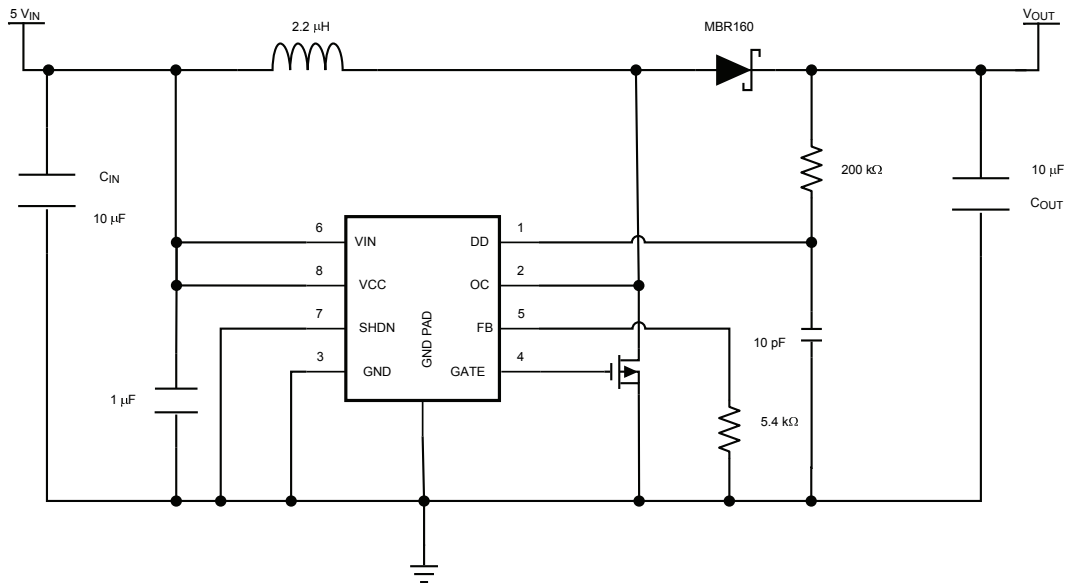 5 VIN
2.2 μH
MBR160
VOUT
CIN
10 μF
200 kΩ
10 μF
COUT
6
VIN
DD
1
8
VCC
OC
2
7
SHDN
FB
5
3
GND
GATE
4
GND PAD
1 μF
10 pF
5.4 kΩ